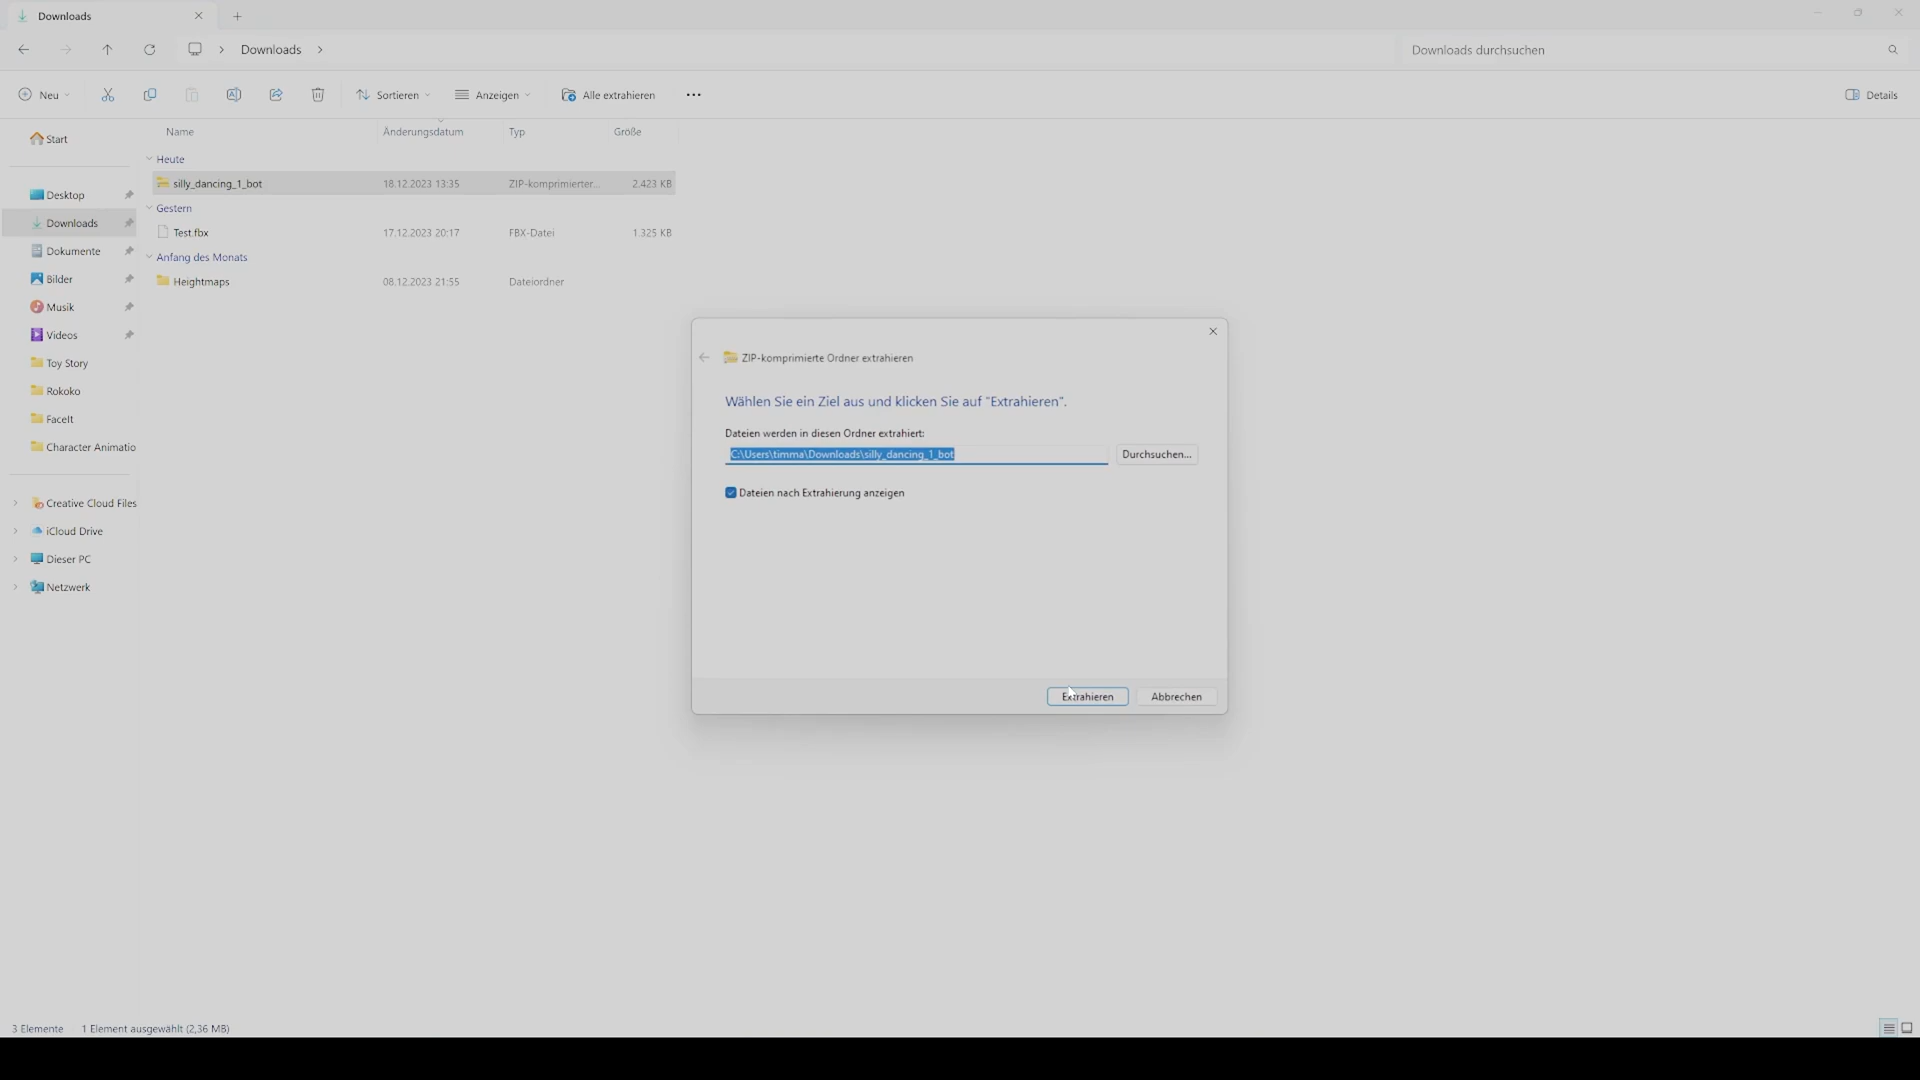 Downloads
Downloads
Downloads durchsuchen
Neu
Sortieren
Anzeigen
Alle extrahieren
Details
Name
Änderungsdatum
Typ
Größe
Start
Heute
silly_dancing_1_bot
18.12.2023 13:35
ZIP-komprimierter...
2.423 KB
Desktop
Gestern
Downloads
Test.fbx
17.12.2023 20:17
FBX-Datei
1.325 KB
Dokumente
Anfang des Monats
Bilder
Heightmaps
08.12.2023 21:55
Dateiordner
Musik
Videos
Toy Story
Rokoko
FaceIt
Character Animatio
Creative Cloud Files
iCloud Drive
Dieser PC
Netzwerk
ZIP-komprimierte Ordner extrahieren
Wählen Sie ein Ziel aus und klicken Sie auf "Extrahieren".
Dateien werden in diesen Ordner extrahiert:
C:\Users\timma\Downloads\silly_dancing_1_bot
Durchsuchen...
Dateien nach Extrahierung anzeigen
Extrahieren
Abbrechen
3 Elemente
1 Element ausgewählt (2,36 MB)